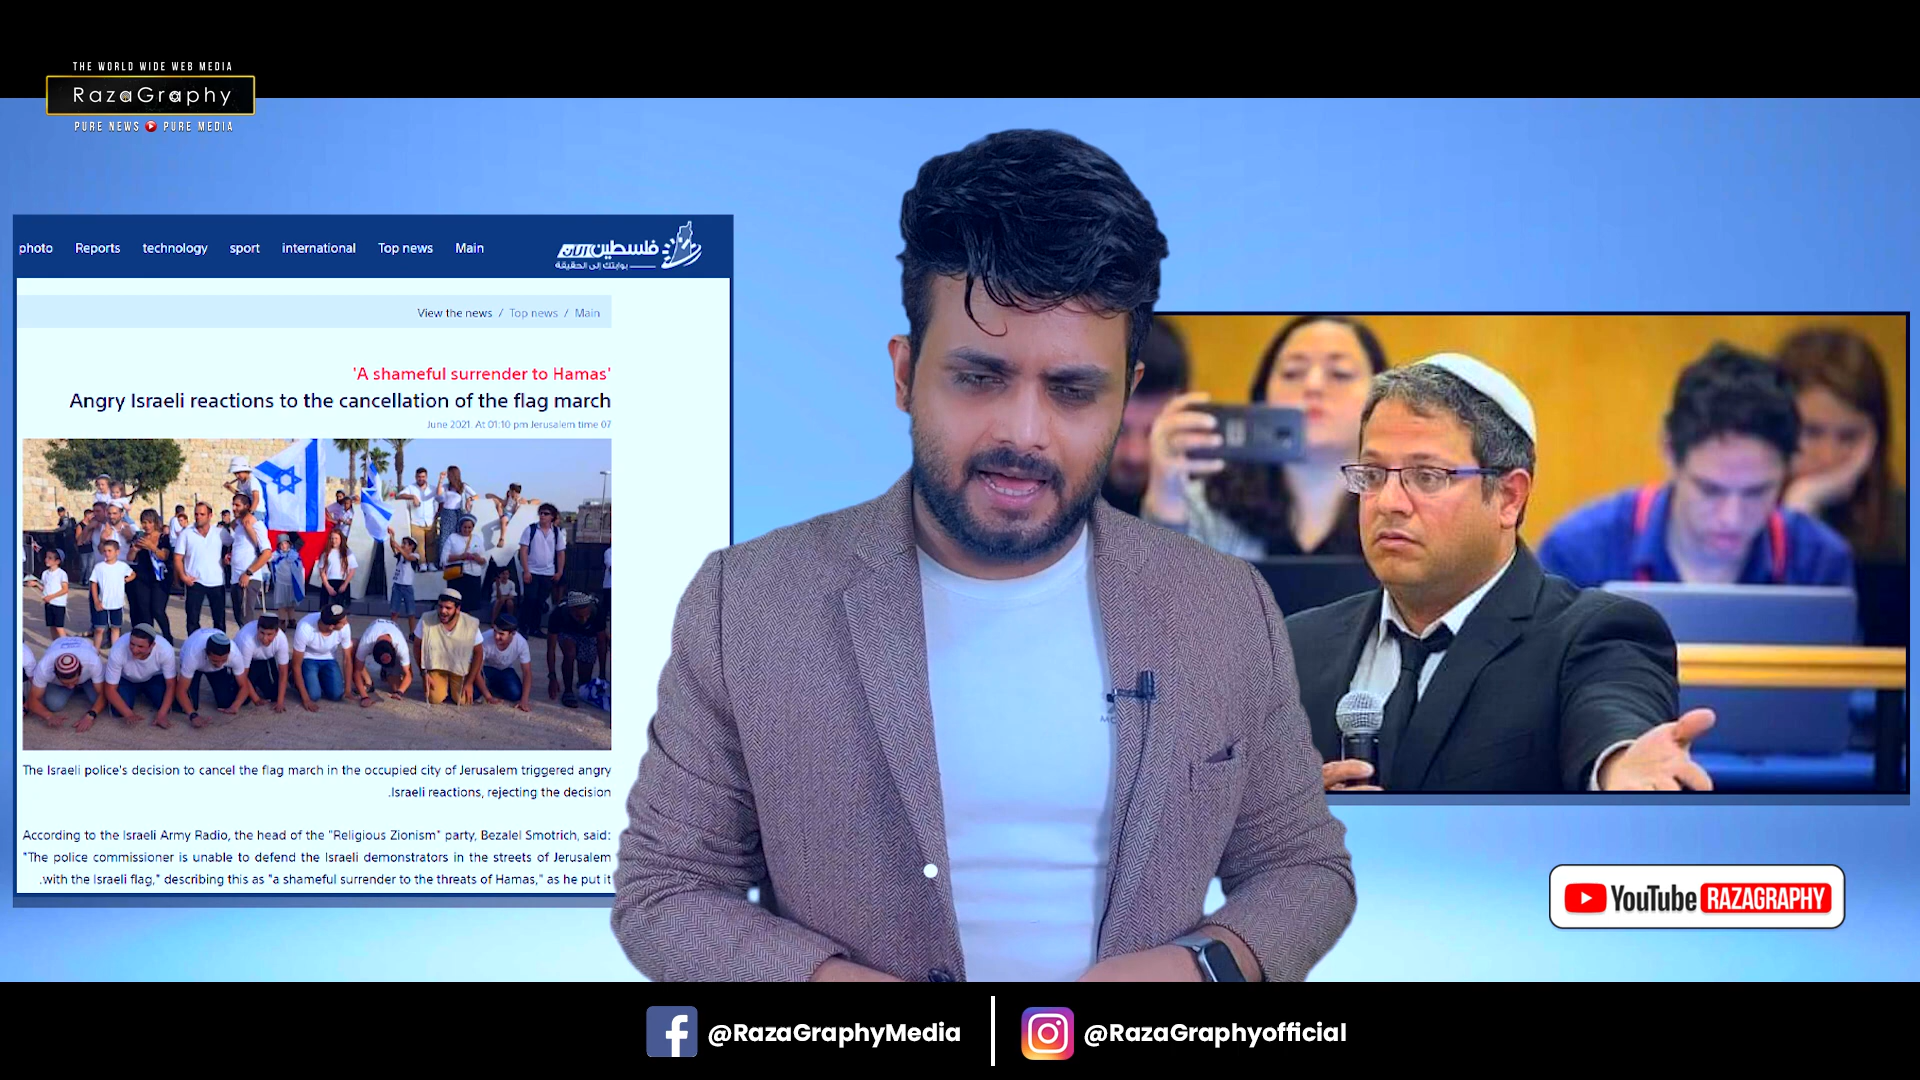 THE WORLD WIDE WEB MEDIA
RazaGraphy
PURE NEWS PURE MEDIA
photo Reports technology sport international Top news Main
فلسطين
بوابتك إلى الحقيقة
View the news / Top news / Main
'A shameful surrender to Hamas'
Angry Israeli reactions to the cancellation of the flag march
June 2021. At 01:10 pm Jerusalem time 07
The Israeli police's decision to cancel the flag march in the occupied city of Jerusalem triggered angry
.Israeli reactions, rejecting the decision
According to the Israeli Army Radio, the head of the "Religious Zionism" party, Bezalel Smotrich, said:
"The police commissioner is unable to defend the Israeli demonstrators in the streets of Jerusalem
.with the Israeli flag," describing this as "a shameful surrender to the threats of Hamas," as he put it
YouTube RAZAGRAPHY
@RazaGraphyMedia
@RazaGraphyofficial